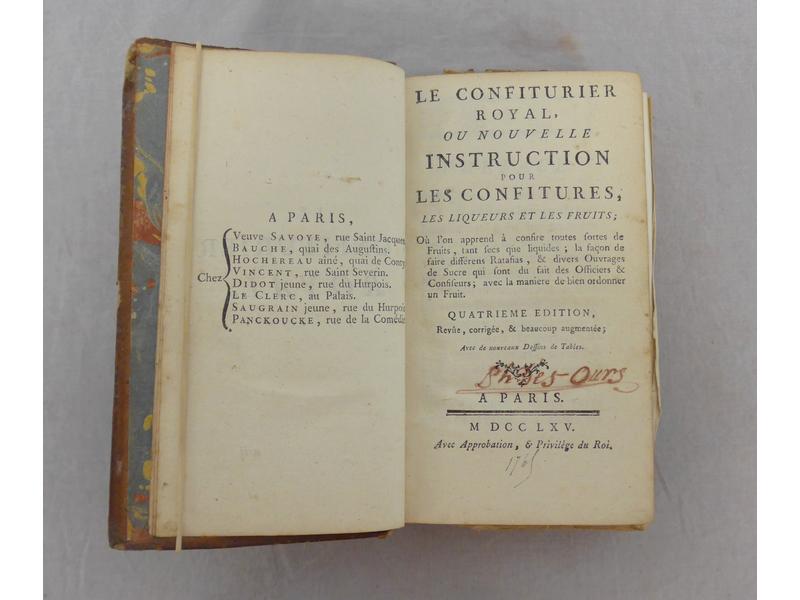 A PARIS,
Chez
Veuve SAVOYE, rue Saint Jacques
BAUCHE, quai des Augustins.
HOCHEREAU aîné, quai de Conty
VINCENT, rue Saint Severin.
DIDOT jeune, rue du Hurpois.
LE CLERC, au Palais.
SAUGRAIN jeune, rue du Hurpois
PANCKOUCKE, rue de la Comédie
LE CONFITURIER
ROYAL,
OU NOUVELLE
INSTRUCTION
POUR
LES CONFITURES,
LES LIQUEURS ET LES FRUITS;
Où l'on apprend à confire toutes sortes de
Fruits, tant secs que liquides; la façon de
faire différens Ratafias, & divers Ouvrages
de Sucre qui sont du fait des Officiers &
Confiseurs; avec la maniere de bien ordonner
un Fruit.
QUATRIEME EDITION,
Revûe, corrigée, & beaucoup augmentée;
Avec de nouveaux Desseins de Tables.
Ours
A PARIS.
M DCC LXV.
Avec Approbation, & Privilége du Roi.
1765